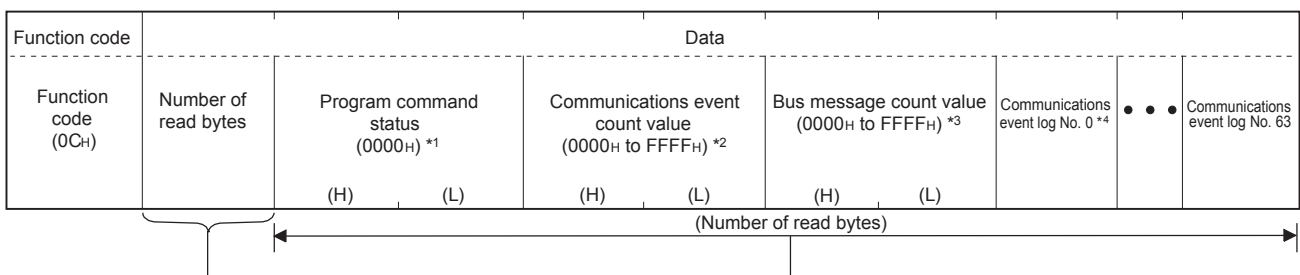 Function code
Data
Function
code
(0CH)
Number of
read bytes
Program command
status
(0000H) *1
(H) (L)
Communications event
count value
(0000H to FFFFH) *2
(H) (L)
Bus message count value
(0000H to FFFFH) *3
(H) (L)
Communications
event log No. 0 *4
• • •
Communications
event log No. 63
(Number of read bytes)